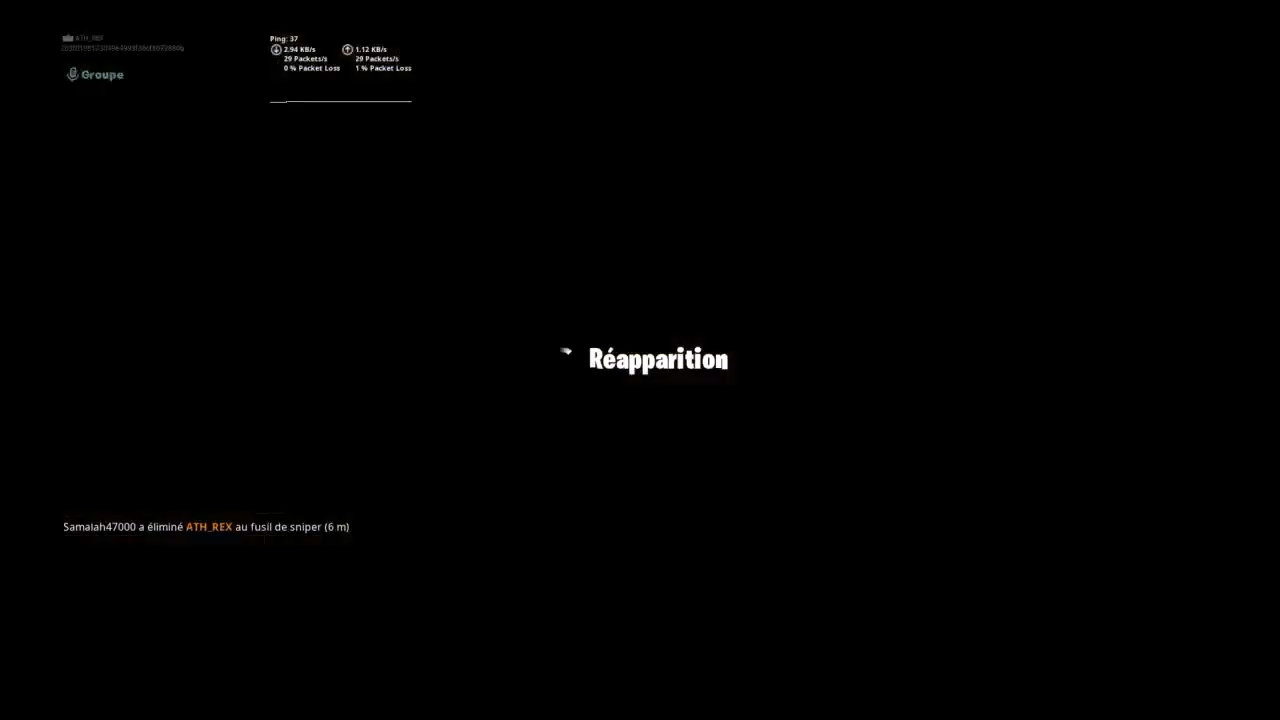 ATH_REX
Groupe
Ping: 37
2.94 KB/s
29 Packets/s
0 % Packet Loss
1.12 KB/s
29 Packets/s
1 % Packet Loss
Réapparition
Samaiah47000 a éliminé ATH_REX au fusil de sniper (6 m)